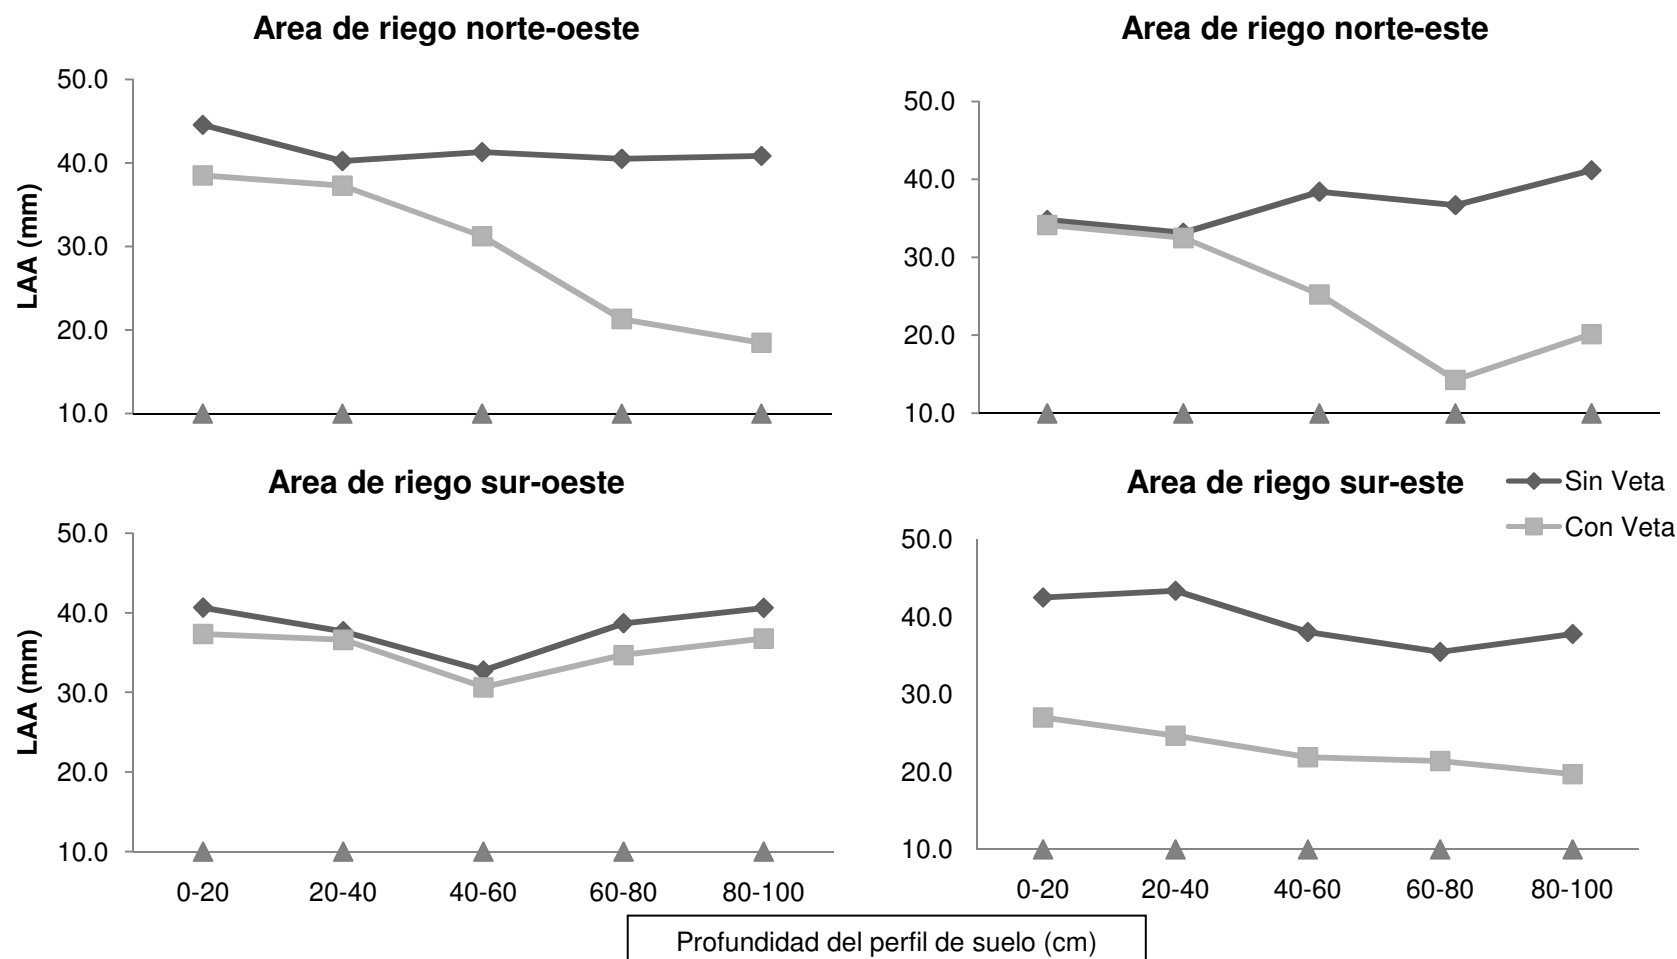 Area de riego norte-oeste
50.0
40.0
30.0
20.0
10.0
LAA (mm)
Area de riego norte-este
50.0
40.0
30.0
20.0
10.0
Area de riego sur-oeste
50.0
40.0
30.0
20.0
10.0
LAA (mm)
0-20 20-40 40-60 60-80 80-100
Area de riego sur-este
Sin Veta
Con Veta
50.0
40.0
30.0
20.0
10.0
0-20 20-40 40-60 60-80 80-100
Profundidad del perfil de suelo (cm)